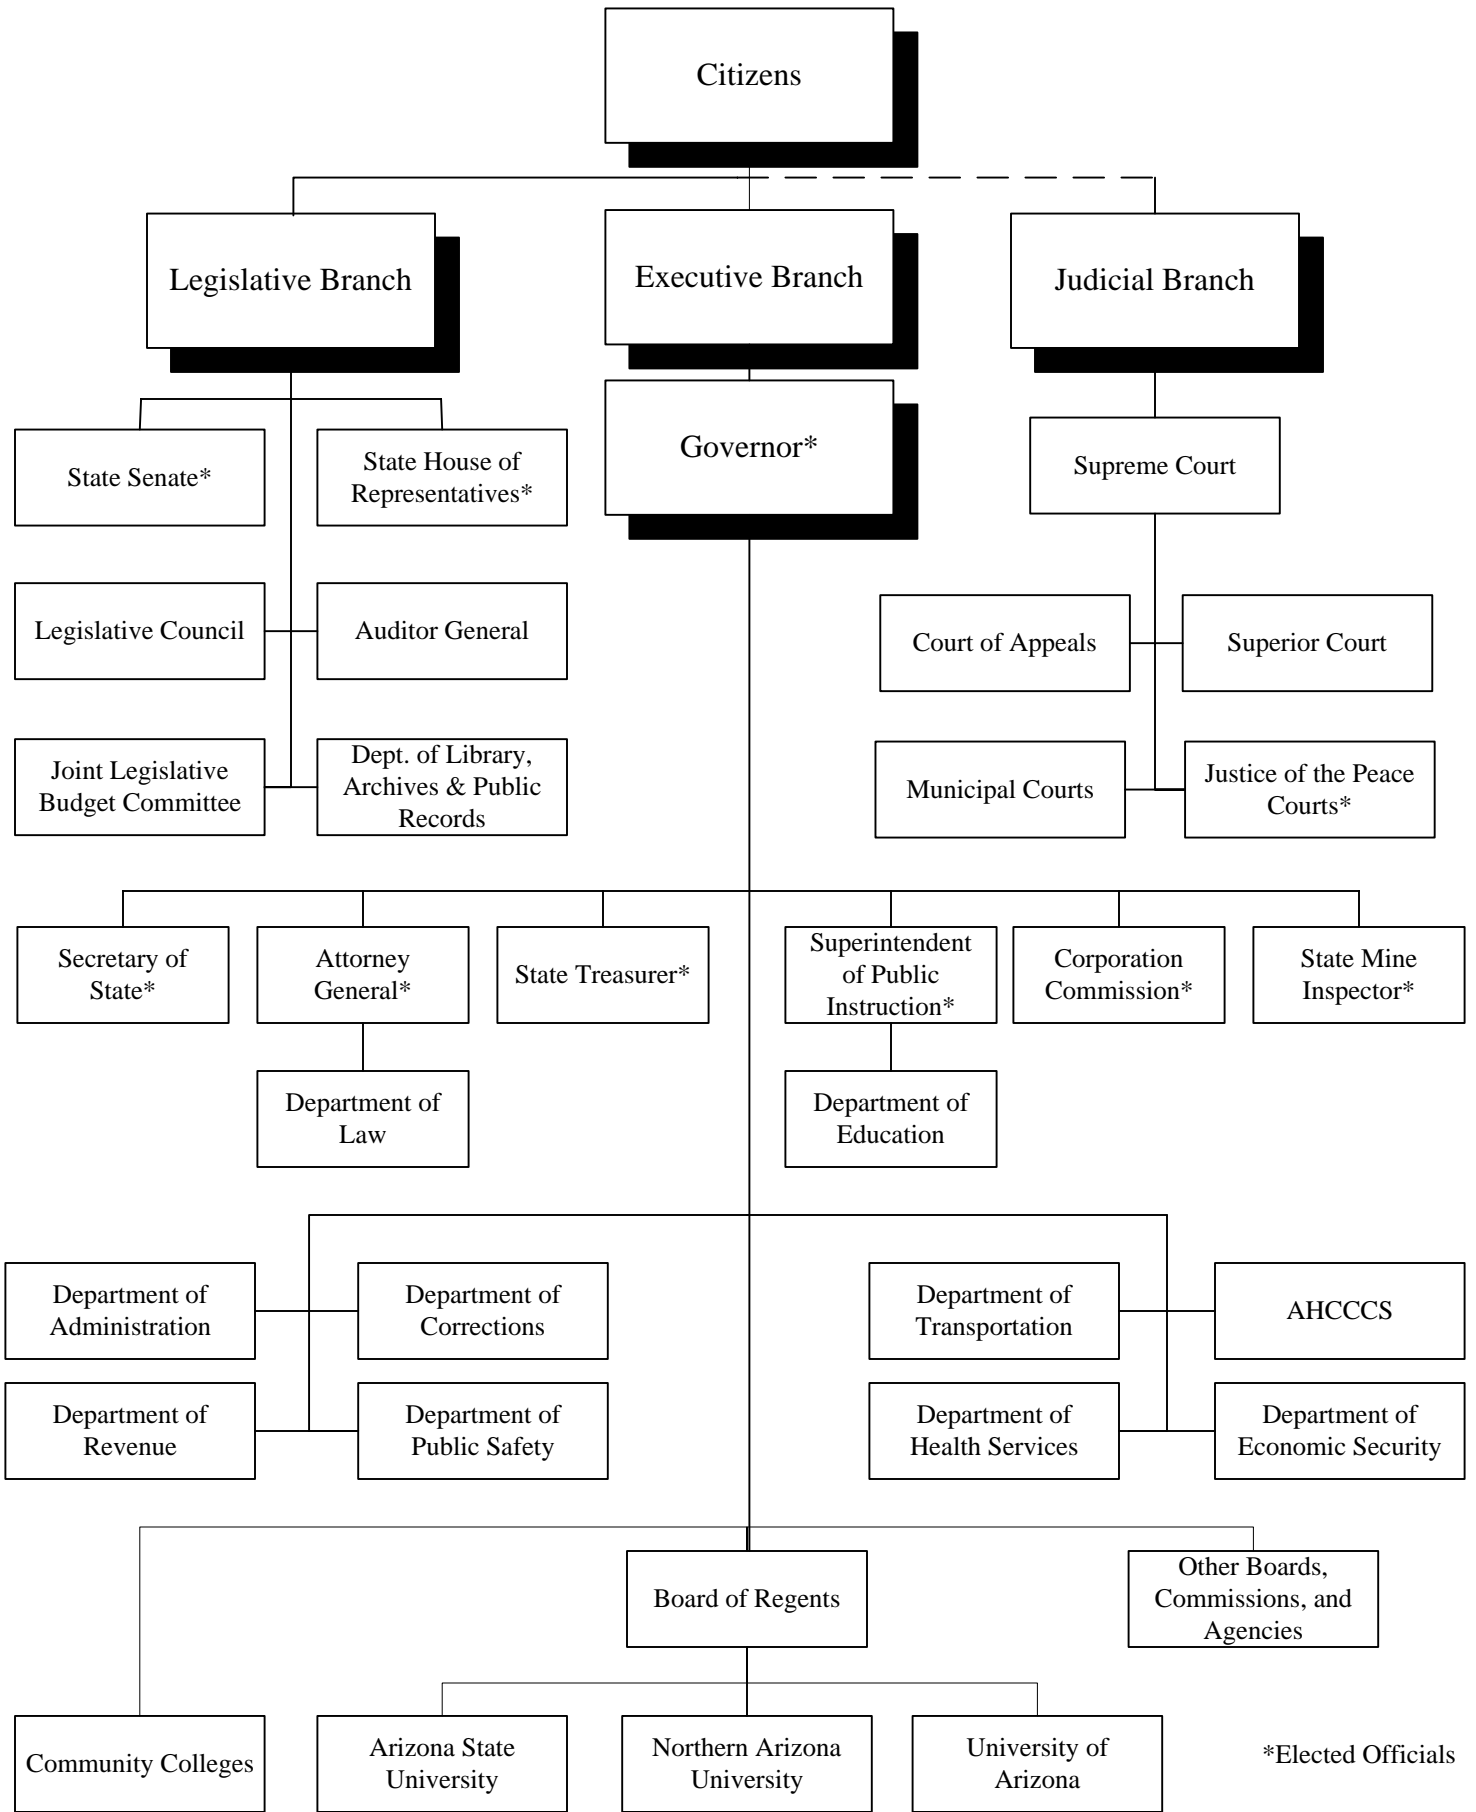 Citizens
Legislative Branch
Executive Branch
Judicial Branch
Governor*
State Senate*
State House of
Representatives*
Supreme Court
Legislative Council
Auditor General
Court of Appeals
Superior Court
Joint Legislative
Budget Committee
Dept. of Library,
Archives & Public
Records
Municipal Courts
Justice of the Peace
Courts*
Secretary of
State*
Attorney
General*
State Treasurer*
Superintendent
of Public
Instruction*
Corporation
Commission*
State Mine
Inspector*
Department of
Law
Department of
Education
Department of
Administration
Department of
Corrections
Department of
Transportation
AHCCCS
Department of
Revenue
Department of
Public Safety
Department of
Health Services
Department of
Economic Security
Board of Regents
Other Boards,
Commissions, and
Agencies
Community Colleges
Arizona State
University
Northern Arizona
University
University of
Arizona
*Elected Officials